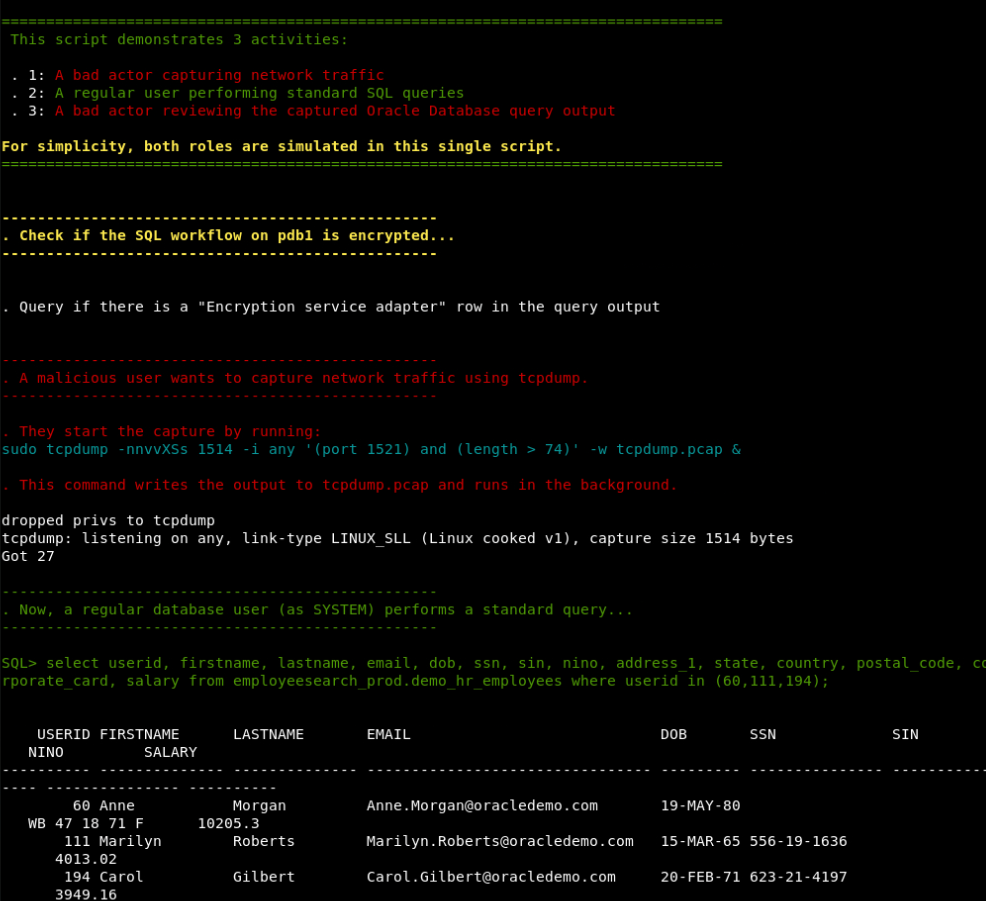 =================================================================================
This script demonstrates 3 activities:
. 1: A bad actor capturing network traffic
. 2: A regular user performing standard SQL queries
. 3: A bad actor reviewing the captured Oracle Database query output
For simplicity, both roles are simulated in this single script.
=================================================================================
-------------------------------------------------
. Check if the SQL workflow on pdb1 is encrypted...
-------------------------------------------------
. Query if there is a "Encryption service adapter" row in the query output
-------------------------------------------------
. A malicious user wants to capture network traffic using tcpdump.
-------------------------------------------------
. They start the capture by running:
sudo tcpdump -nnvvXSs 1514 -i any '(port 1521) and (length > 74)' -w tcpdump.pcap &
. This command writes the output to tcpdump.pcap and runs in the background.
dropped privs to tcpdump
tcpdump: listening on any, link-type LINUX_SLL (Linux cooked v1), capture size 1514 bytes
Got 27
-------------------------------------------------
. Now, a regular database user (as SYSTEM) performs a standard query...
-------------------------------------------------
SQL> select userid, firstname, lastname, email, dob, ssn, sin, nino, address_1, state, country, postal_code, co
rporate_card, salary from employeesearch_prod.demo_hr_employees where userid in (60,111,194);
    USERID FIRSTNAME      LASTNAME       EMAIL                            DOB       SSN             SIN
   NINO         SALARY
---------- -------------- -------------- -------------------------------- --------- --------------- -----------
---- --------------- ----------
        60 Anne           Morgan         Anne.Morgan@oracledemo.com       19-MAY-80
   WB 47 18 71 F      10205.3
       111 Marilyn        Roberts        Marilyn.Roberts@oracledemo.com   15-MAR-65 556-19-1636
      4013.02
       194 Carol          Gilbert        Carol.Gilbert@oracledemo.com     20-FEB-71 623-21-4197
      3949.16